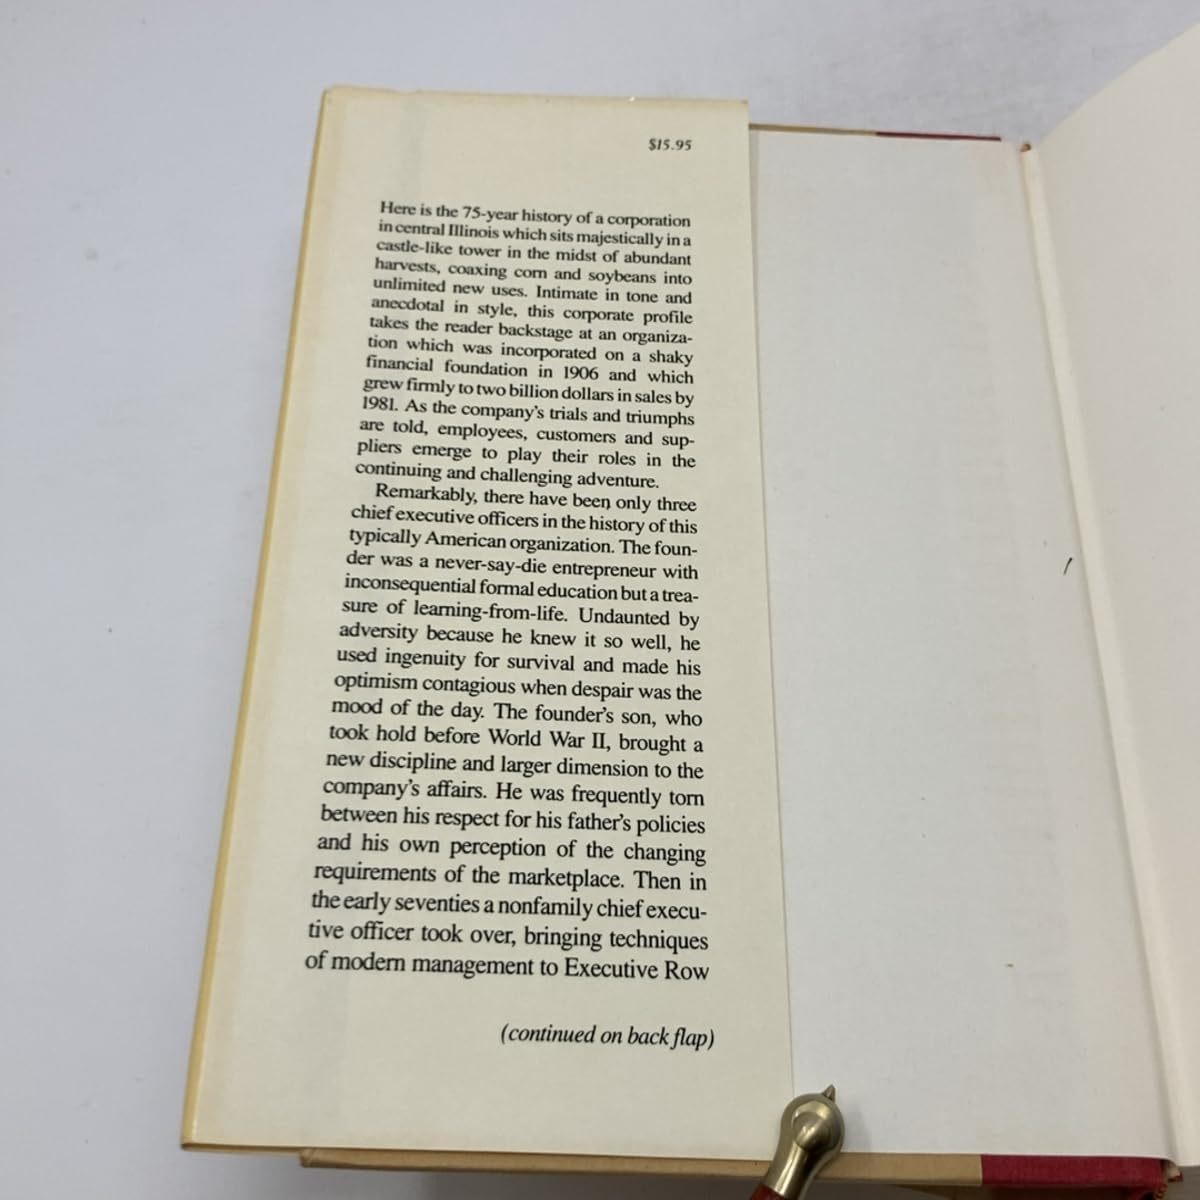 $15.95
Here is the 75-year history of a corporation
in central Illinois which sits majestically in a
castle-like tower in the midst of abundant
harvests, coaxing corn and soybeans into
unlimited new uses. Intimate in tone and
anecdotal in style, this corporate profile
takes the reader backstage at an organiza-
tion which was incorporated on a shaky
financial foundation in 1906 and which
grew firmly to two billion dollars in sales by
1981. As the company's trials and triumphs
are told, employees, customers and sup-
pliers emerge to play their roles in the
continuing and challenging adventure.
Remarkably, there have been only three
chief executive officers in the history of this
typically American organization. The foun-
der was a never-say-die entrepreneur with
inconsequential formal education but a trea-
sure of learning-from-life. Undaunted by
adversity because he knew it so well, he
used ingenuity for survival and made his
optimism contagious when despair was the
mood of the day. The founder's son, who
took hold before World War II, brought a
new discipline and larger dimension to the
company's affairs. He was frequently torn
between his respect for his father's policies
and his own perception of the changing
requirements of the marketplace. Then in
the early seventies a nonfamily chief execu-
tive officer took over, bringing techniques
of modern management to Executive Row
(continued on back flap)